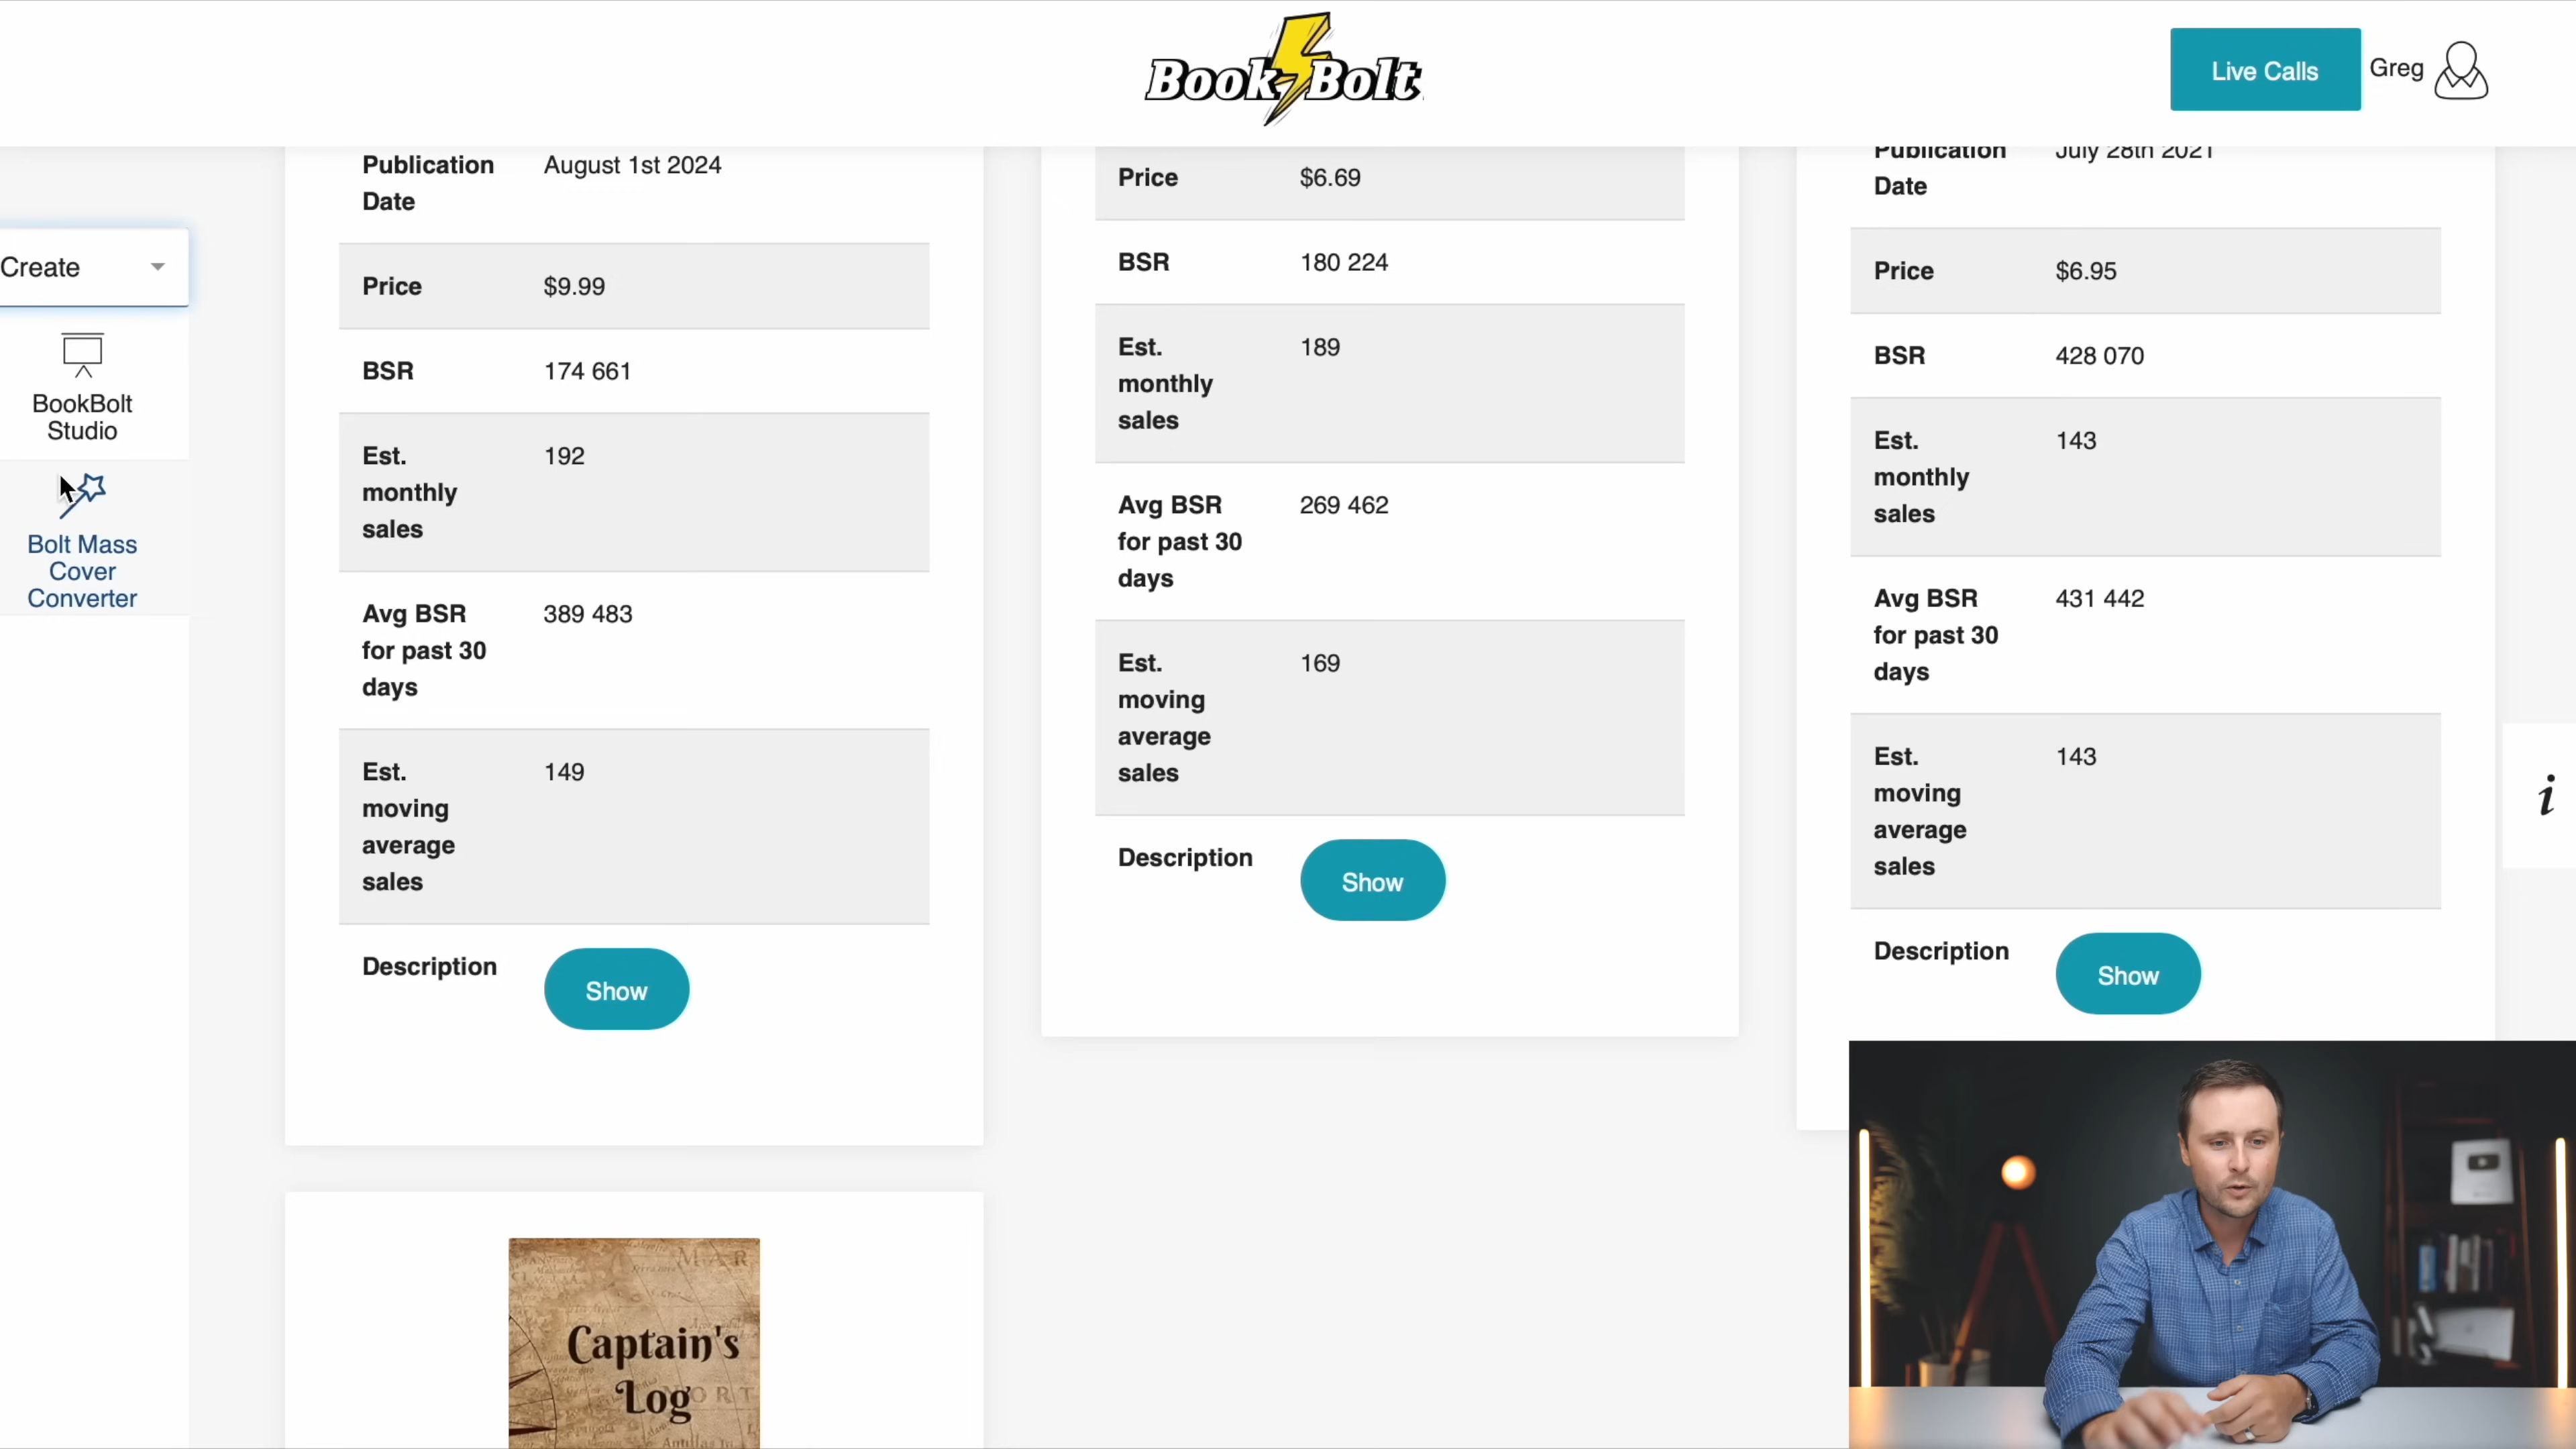 Book Bolt
Live Calls
Greg
Create
BookBolt
Studio
Bolt Mass
Cover
Converter
Publication
Date
August 1st 2024
Price
$9.99
BSR
174 661
Est.
monthly
sales
192
Avg BSR
for past 30
days
389 483
Est.
moving
average
sales
149
Description
Show
Price
$6.69
BSR
180 224
Est.
monthly
sales
189
Avg BSR
for past 30
days
269 462
Est.
moving
average
sales
169
Description
Show
Publication
Date
July 28th 2021
Price
$6.95
BSR
428 070
Est.
monthly
sales
143
Avg BSR
for past 30
days
431 442
Est.
moving
average
sales
143
Description
Show
i
Captain's
Log